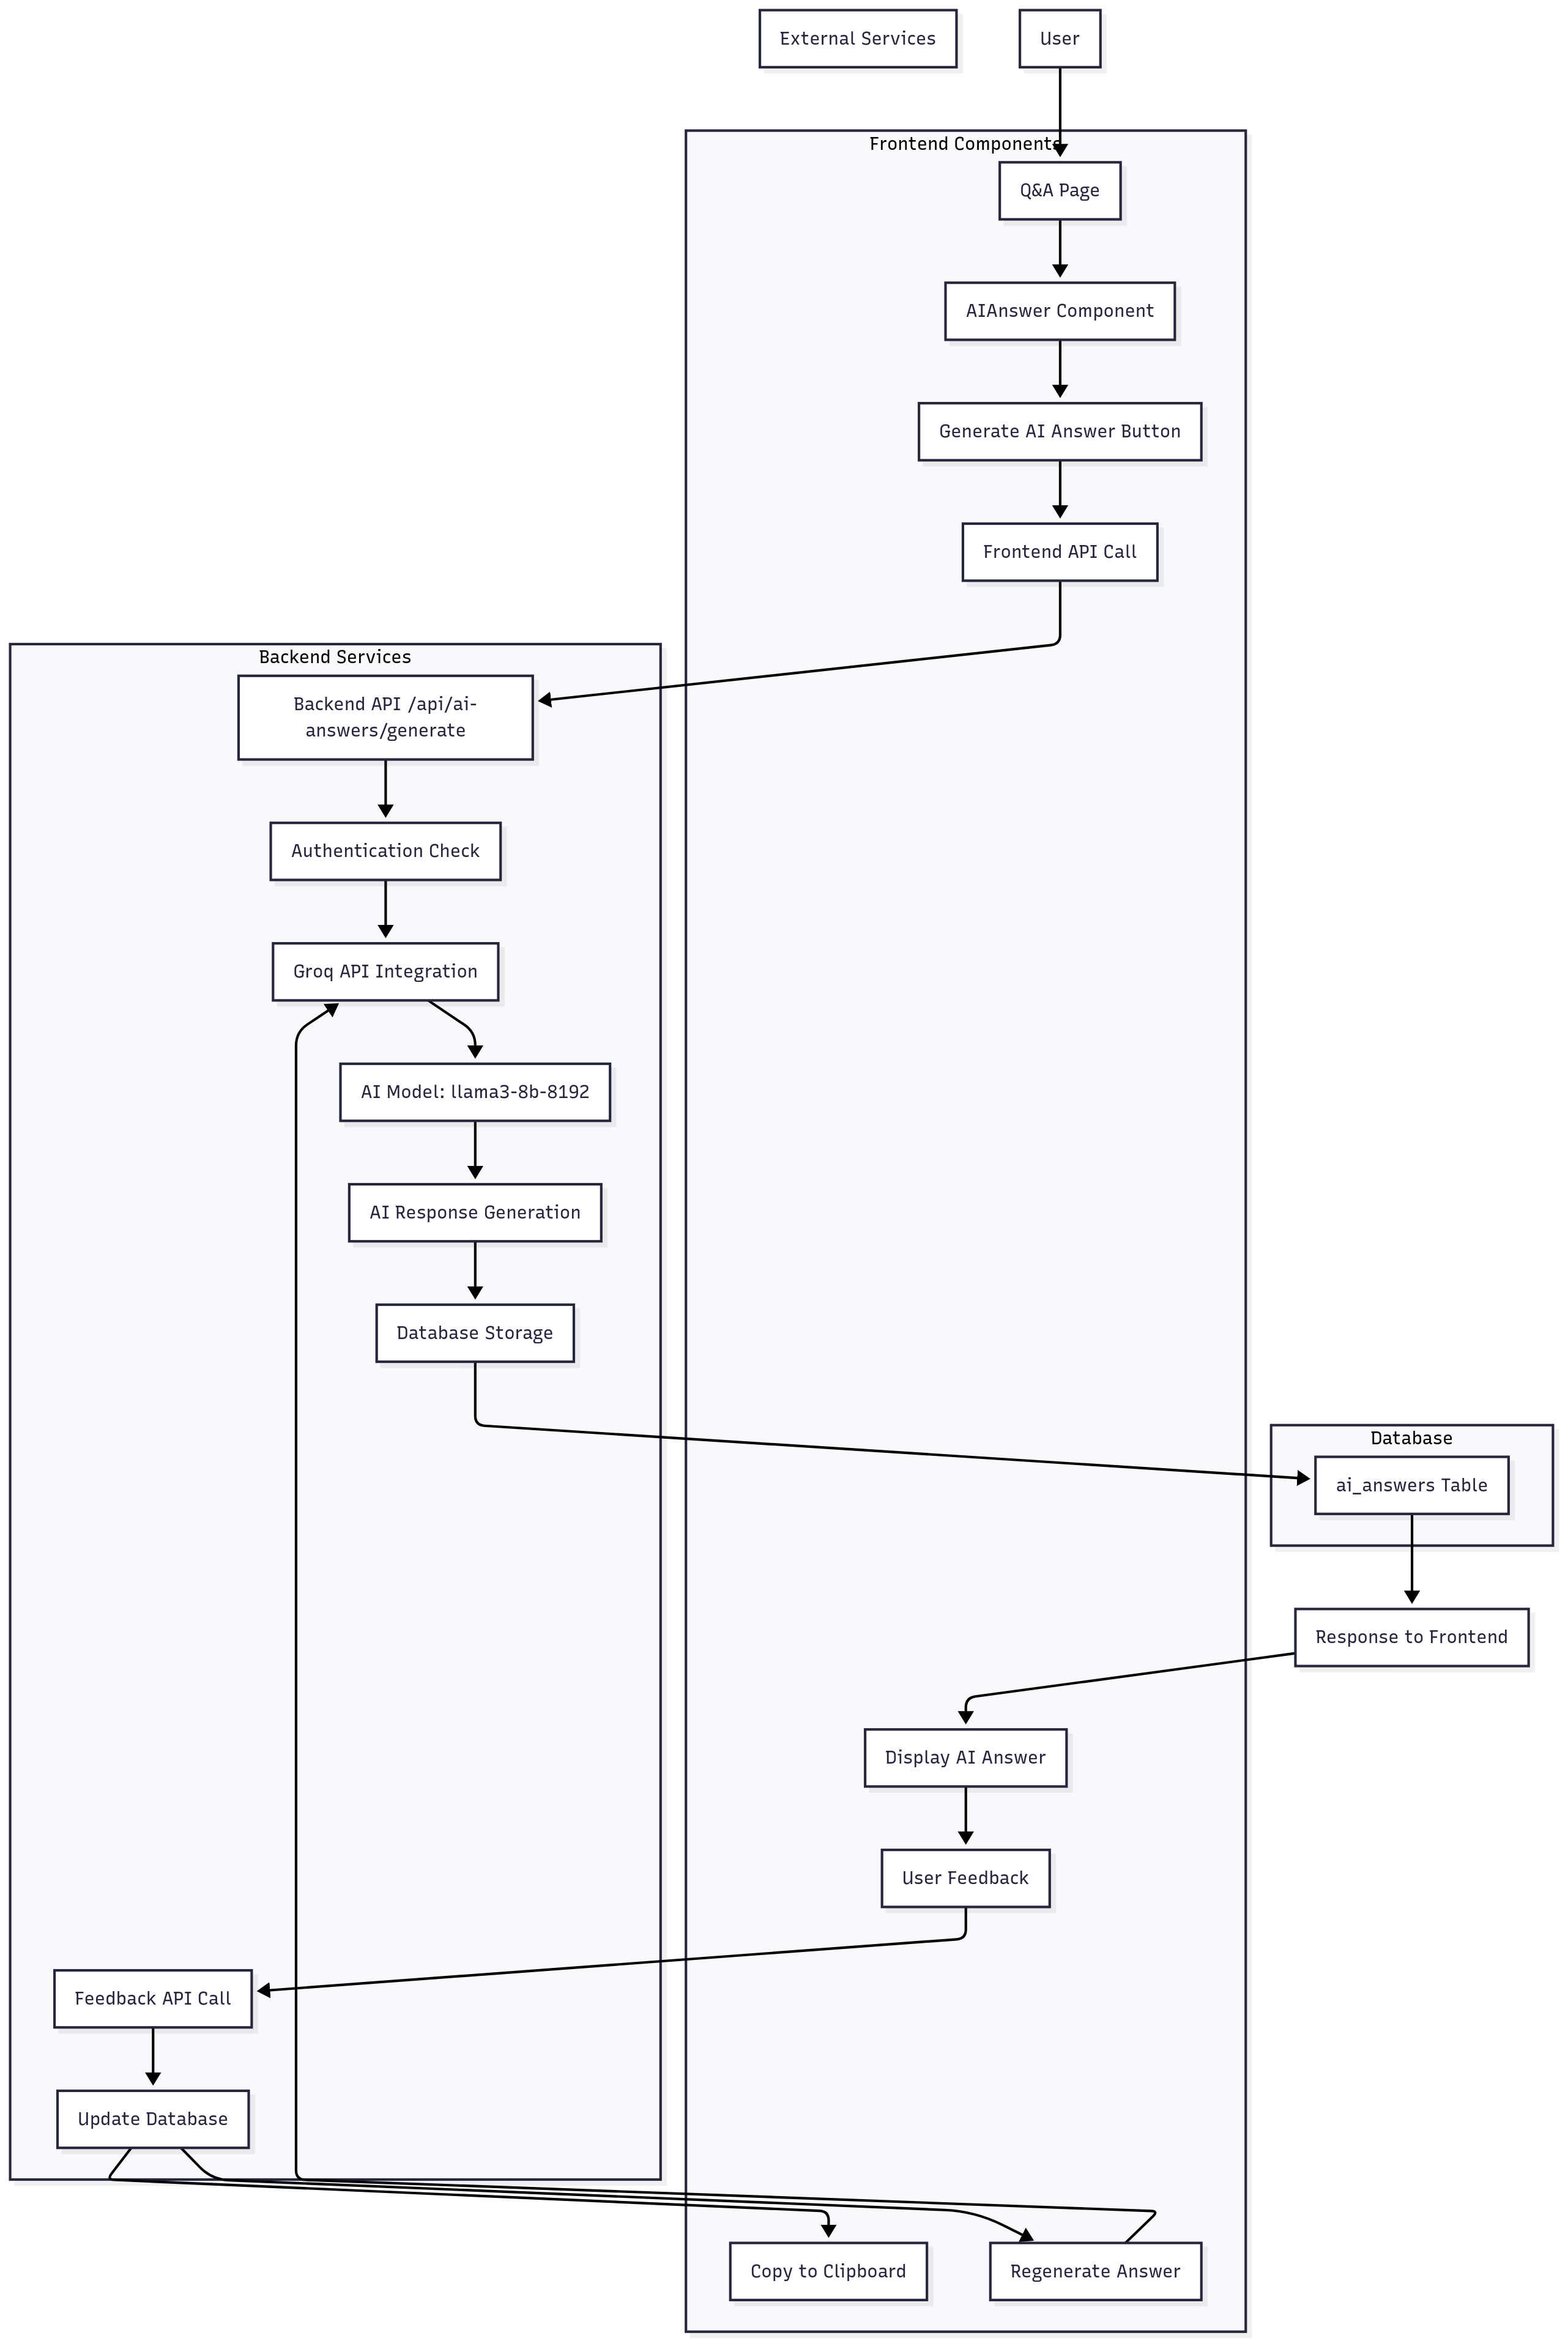 External Services
User
Frontend Components
Q&A Page
AIAnswer Component
Generate AI Answer Button
Frontend API Call
Backend Services
Backend API /api/ai-
answers/generate
Authentication Check
Groq API Integration
AI Model: llama3-8b-8192
AI Response Generation
Database Storage
Database
ai_answers Table
Response to Frontend
Display AI Answer
User Feedback
Feedback API Call
Update Database
Copy to Clipboard
Regenerate Answer